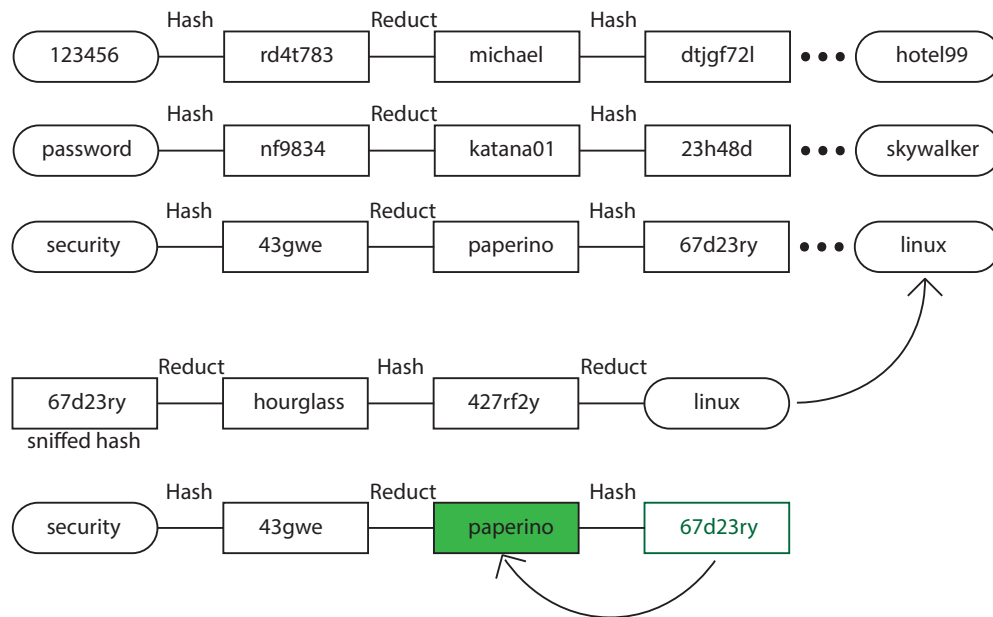 Hash Reduct Hash
123456 rd4t783 michael dtjgf72l hotel99
Hash Reduct Hash
password nf9834 katana01 23h48d skywalker
Hash Reduct Hash
security 43gwe paperino 67d23ry linux
Reduct Hash Reduct
67d23ry hourglass 427rf2y linux
sniffed hash
Hash Reduct Hash
security 43gwe paperino 67d23ry